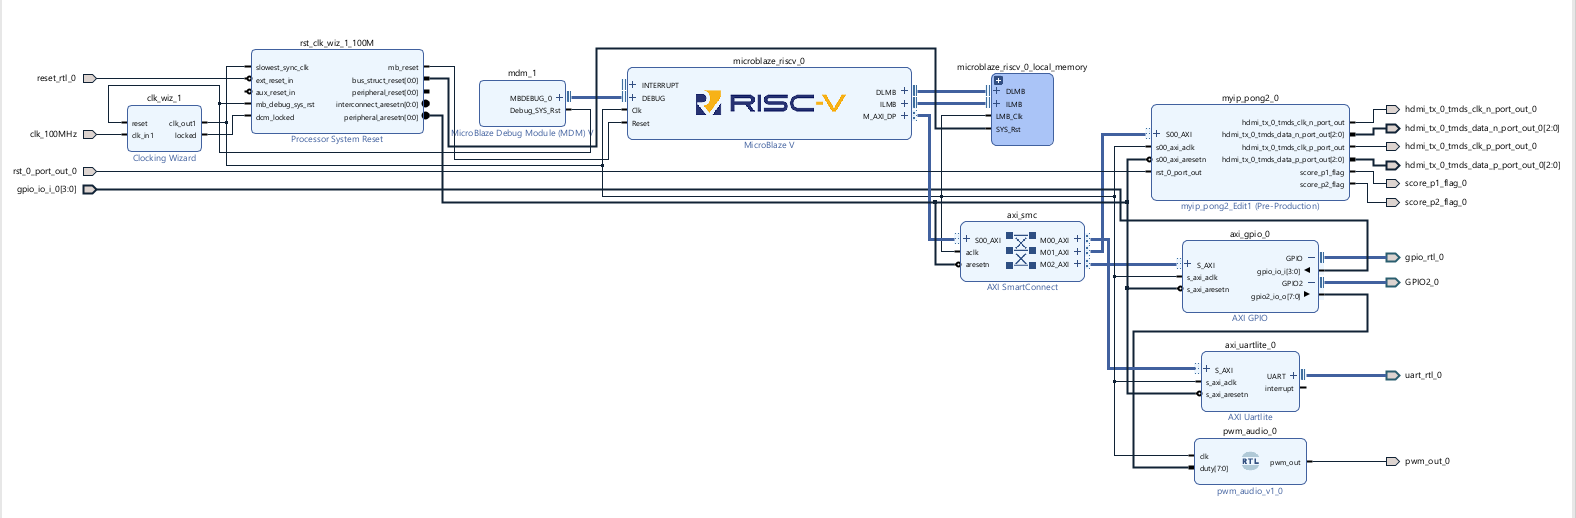 reset_rtl_0
clk_100MHz
rst_0_port_out_0
gpio_io_i_0[3:0]
clk_wiz_1
reset
clk_in1
clk_out1
locked
Clocking Wizard
rst_clk_wiz_1_100M
slowest_sync_clk
ext_reset_in
aux_reset_in
mb_debug_sys_rst
dcm_locked
mb_reset
bus_struct_reset[0:0]
peripheral_reset[0:0]
interconnect_aresetn[0:0]
peripheral_aresetn[0:0]
Processor System Reset
mdm_1
MBDEBUG_0
Debug_SYS_Rst
MicroBlaze Debug Module (MDM) V
microblaze_riscv_0
INTERRUPT
DEBUG
Clk
Reset
RISC-V
DLMB
ILMB
M_AXI_DP
MicroBlaze V
microblaze_riscv_0_local_memory
DLMB
ILMB
LMB_Clk
SYS_Rst
axi_smc
S00_AXI
aclk
aresetn
M00_AXI
M01_AXI
M02_AXI
AXI SmartConnect
myip_pong2_0
S00_AXI
s00_axi_aclk
s00_axi_aresetn
rst_0_port_out
hdmi_tx_0_tmds_clk_n_port_out
hdmi_tx_0_tmds_data_n_port_out[2:0]
hdmi_tx_0_tmds_clk_p_port_out
hdmi_tx_0_tmds_data_p_port_out[2:0]
score_p1_flag
score_p2_flag
myip_pong2_Edit1 (Pre-Production)
axi_gpio_0
S_AXI
s_axi_aclk
s_axi_aresetn
GPIO
gpio_io_i[3:0]
GPIO2
gpio2_io_o[7:0]
AXI GPIO
axi_uartlite_0
S_AXI
s_axi_aclk
s_axi_aresetn
UART
interrupt
AXI Uartlite
pwm_audio_0
clk
duty[7:0]
RTL
pwm_out
pwm_audio_v1_0
hdmi_tx_0_tmds_clk_n_port_out_0
hdmi_tx_0_tmds_data_n_port_out_0[2:0]
hdmi_tx_0_tmds_clk_p_port_out_0
hdmi_tx_0_tmds_data_p_port_out_0[2:0]
score_p1_flag_0
score_p2_flag_0
gpio_rtl_0
GPIO2_0
uart_rtl_0
pwm_out_0